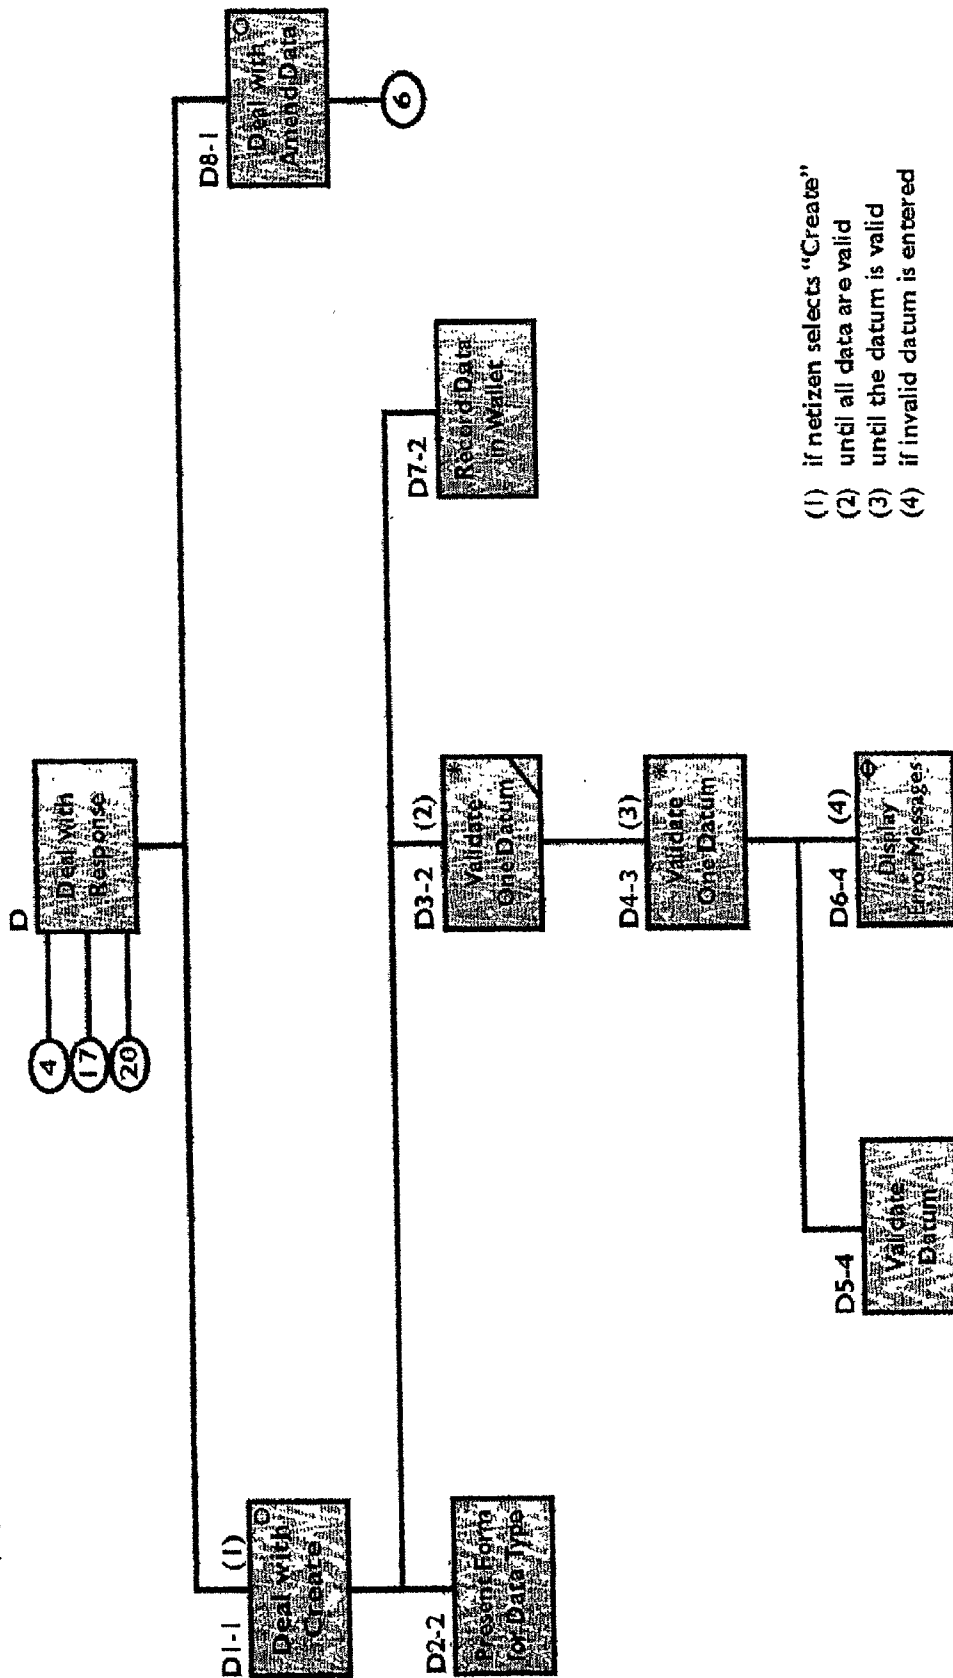 D
Deal with
Reponse
4
17
20
D1-1
(1)
Deal with
Create
D8-1
Deal with
Amend Data
6
D2-2
Present Form
for Data Type
D3-2
(2)
Validate
One Datum
D7-2
Record Data
in Wallet
D4-3
(3)
Validate
One Datum
D5-4
Validate
Datum
D6-4
(4)
Display
Error Messages
(1) if netizen selects "Create"
(2) until all data are valid
(3) until the datum is valid
(4) if invalid datum is entered